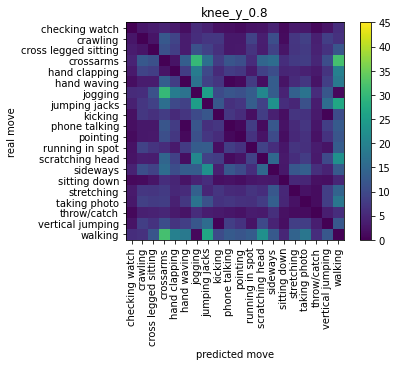 knee_y_0.8
real move
checking watch
crawling
cross legged sitting
crossarms
hand clapping
hand waving
jogging
jumping jacks
kicking
phone talking
pointing
running in spot
scratching head
sideways
sitting down
stretching
taking photo
throw/catch
vertical jumping
walking
checking watch
crawling
cross legged sitting
crossarms
hand clapping
hand waving
jogging
jumping jacks
kicking
phone talking
pointing
running in spot
scratching head
sideways
sitting down
stretching
taking photo
throw/catch
vertical jumping
walking
predicted move
45
40
35
30
25
20
15
10
5
0